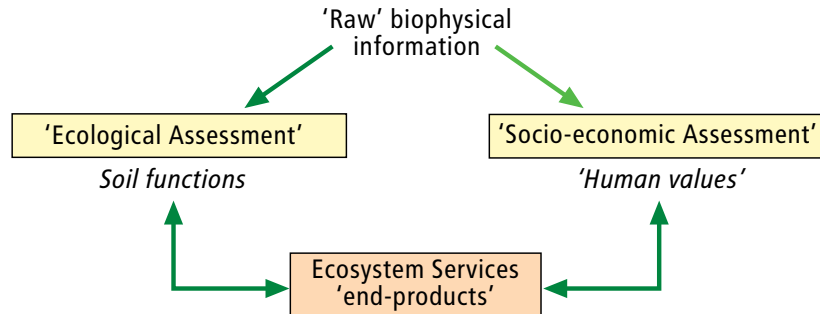 ‘Raw’ biophysical
information
‘Ecological Assessment’
‘Socio-economic Assessment’
Soil functions
‘Human values’
Ecosystem Services
‘end-products’